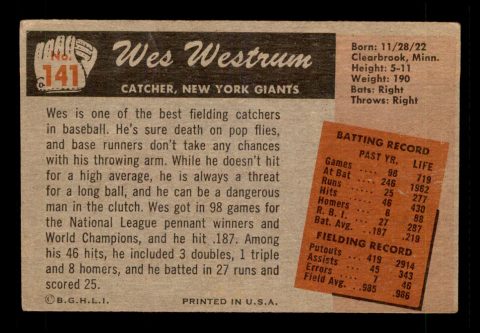 No.
141
Wes Westrum
CATCHER, NEW YORK GIANTS
Born: 11/28/22
Clearbrook, Minn.
Height: 5-11
Weight: 190
Bats: Right
Throws: Right
Wes is one of the best fielding catchers
in baseball. He's sure death on pop flies,
and base runners don't take any chances
with his throwing arm. While he doesn't hit
for a high average, he is always a threat
for a long ball, and he can be a dangerous
man in the clutch. Wes got in 98 games for
the National League pennant winners and
World Champions, and he hit .187. Among
his 46 hits, he included 3 doubles, 1 triple
and 8 homers, and he batted in 27 runs and
scored 25.
BATTING RECORD
PAST YR. LIFE
Games 98 719
At Bat 246 1962
Runs 25 277
Hits 46 430
Homers 8 88
R. B. I. 27 287
Bat. Avg. .187 .219
FIELDING RECORD
Putouts 419 2914
Assists 45 343
Errors 7 46
Field Avg. .985 .986
©B.G.H.L.I. PRINTED IN U.S.A.